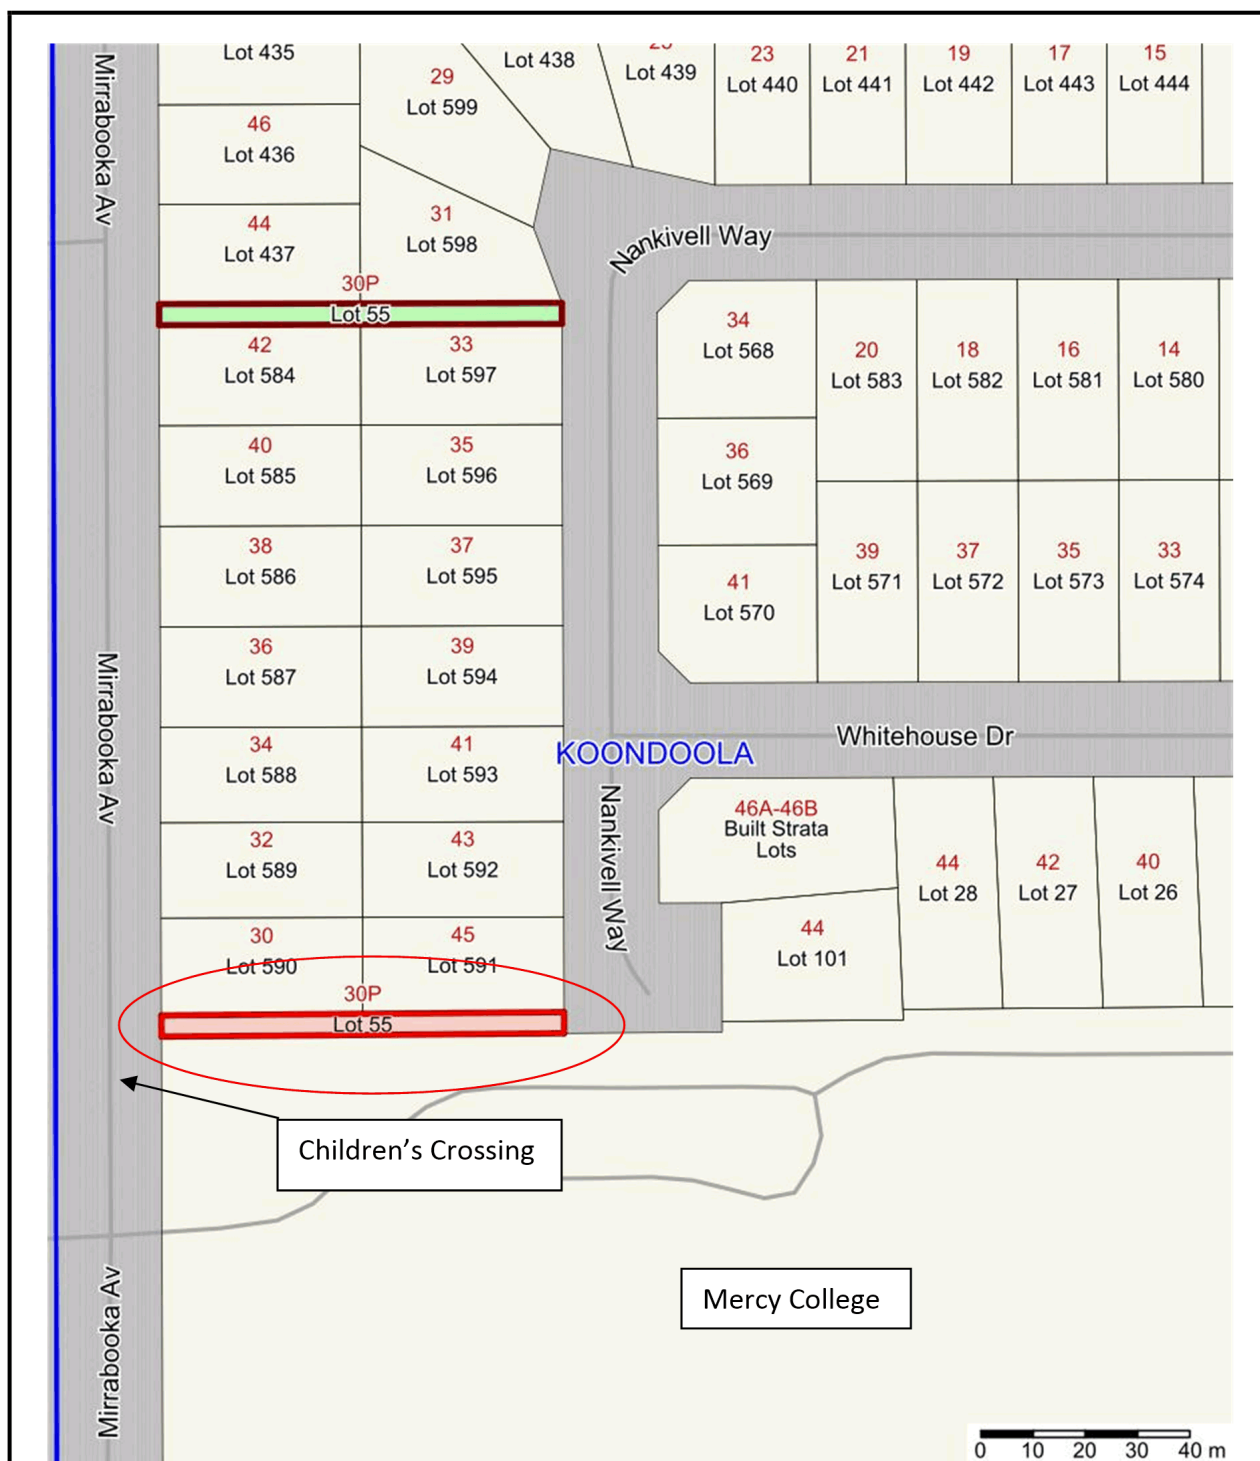 Lot 435
Lot 438
Lot 439
23
Lot 440
21
Lot 441
19
Lot 442
17
Lot 443
15
Lot 444
29
Lot 599
Mirrabooka Av
46
Lot 436
44
Lot 437
31
Lot 598
Nankivell Way
30P
Lot 55
42
Lot 584
33
Lot 597
34
Lot 568
20
Lot 583
18
Lot 582
16
Lot 581
14
Lot 580
40
Lot 585
35
Lot 596
36
Lot 569
38
Lot 586
37
Lot 595
41
Lot 570
39
Lot 571
37
Lot 572
35
Lot 573
33
Lot 574
36
Lot 587
39
Lot 594
Mirrabooka Av
34
Lot 588
41
Lot 593
KOONDOOLA
Whitehouse Dr
32
Lot 589
43
Lot 592
Nankivell Way
46A-46B
Built Strata
Lots
44
Lot 28
42
Lot 27
40
Lot 26
30
Lot 590
45
Lot 591
44
Lot 101
30P
Lot 55
Children's Crossing
Mirrabooka Av
Mercy College
0 10 20 30 40 m